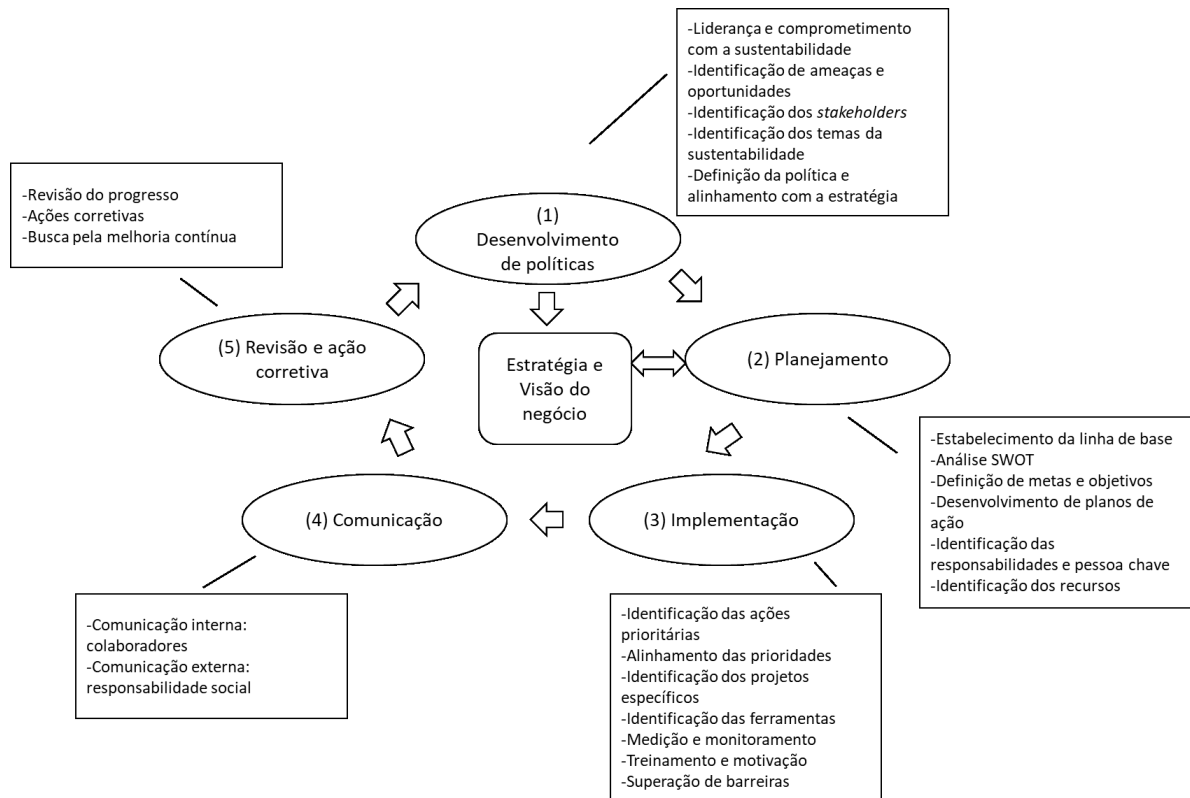 -Liderança e comprometimento
com a sustentabilidade
-Identificação de ameaças e
oportunidades
-Identificação dos stakeholders
-Identificação dos temas da
sustentabilidade
-Definição da política e
alinhamento com a estratégia
-Revisão do progresso
-Ações corretivas
-Busca pela melhoria contínua
(1)
Desenvolvimento
de políticas
(5) Revisão e ação
corretiva
Estratégia e
Visão do
negócio
(2) Planejamento
-Estabelecimento da linha de base
-Análise SWOT
-Definição de metas e objetivos
-Desenvolvimento de planos de
ação
-Identificação das
responsabilidades e pessoa chave
-Identificação dos recursos
(4) Comunicação
(3) Implementação
-Comunicação interna:
colaboradores
-Comunicação externa:
responsabilidade social
-Identificação das ações
prioritárias
-Alinhamento das prioridades
-Identificação dos projetos
específicos
-Identificação das ferramentas
-Medição e monitoramento
-Treinamento e motivação
-Superação de barreiras